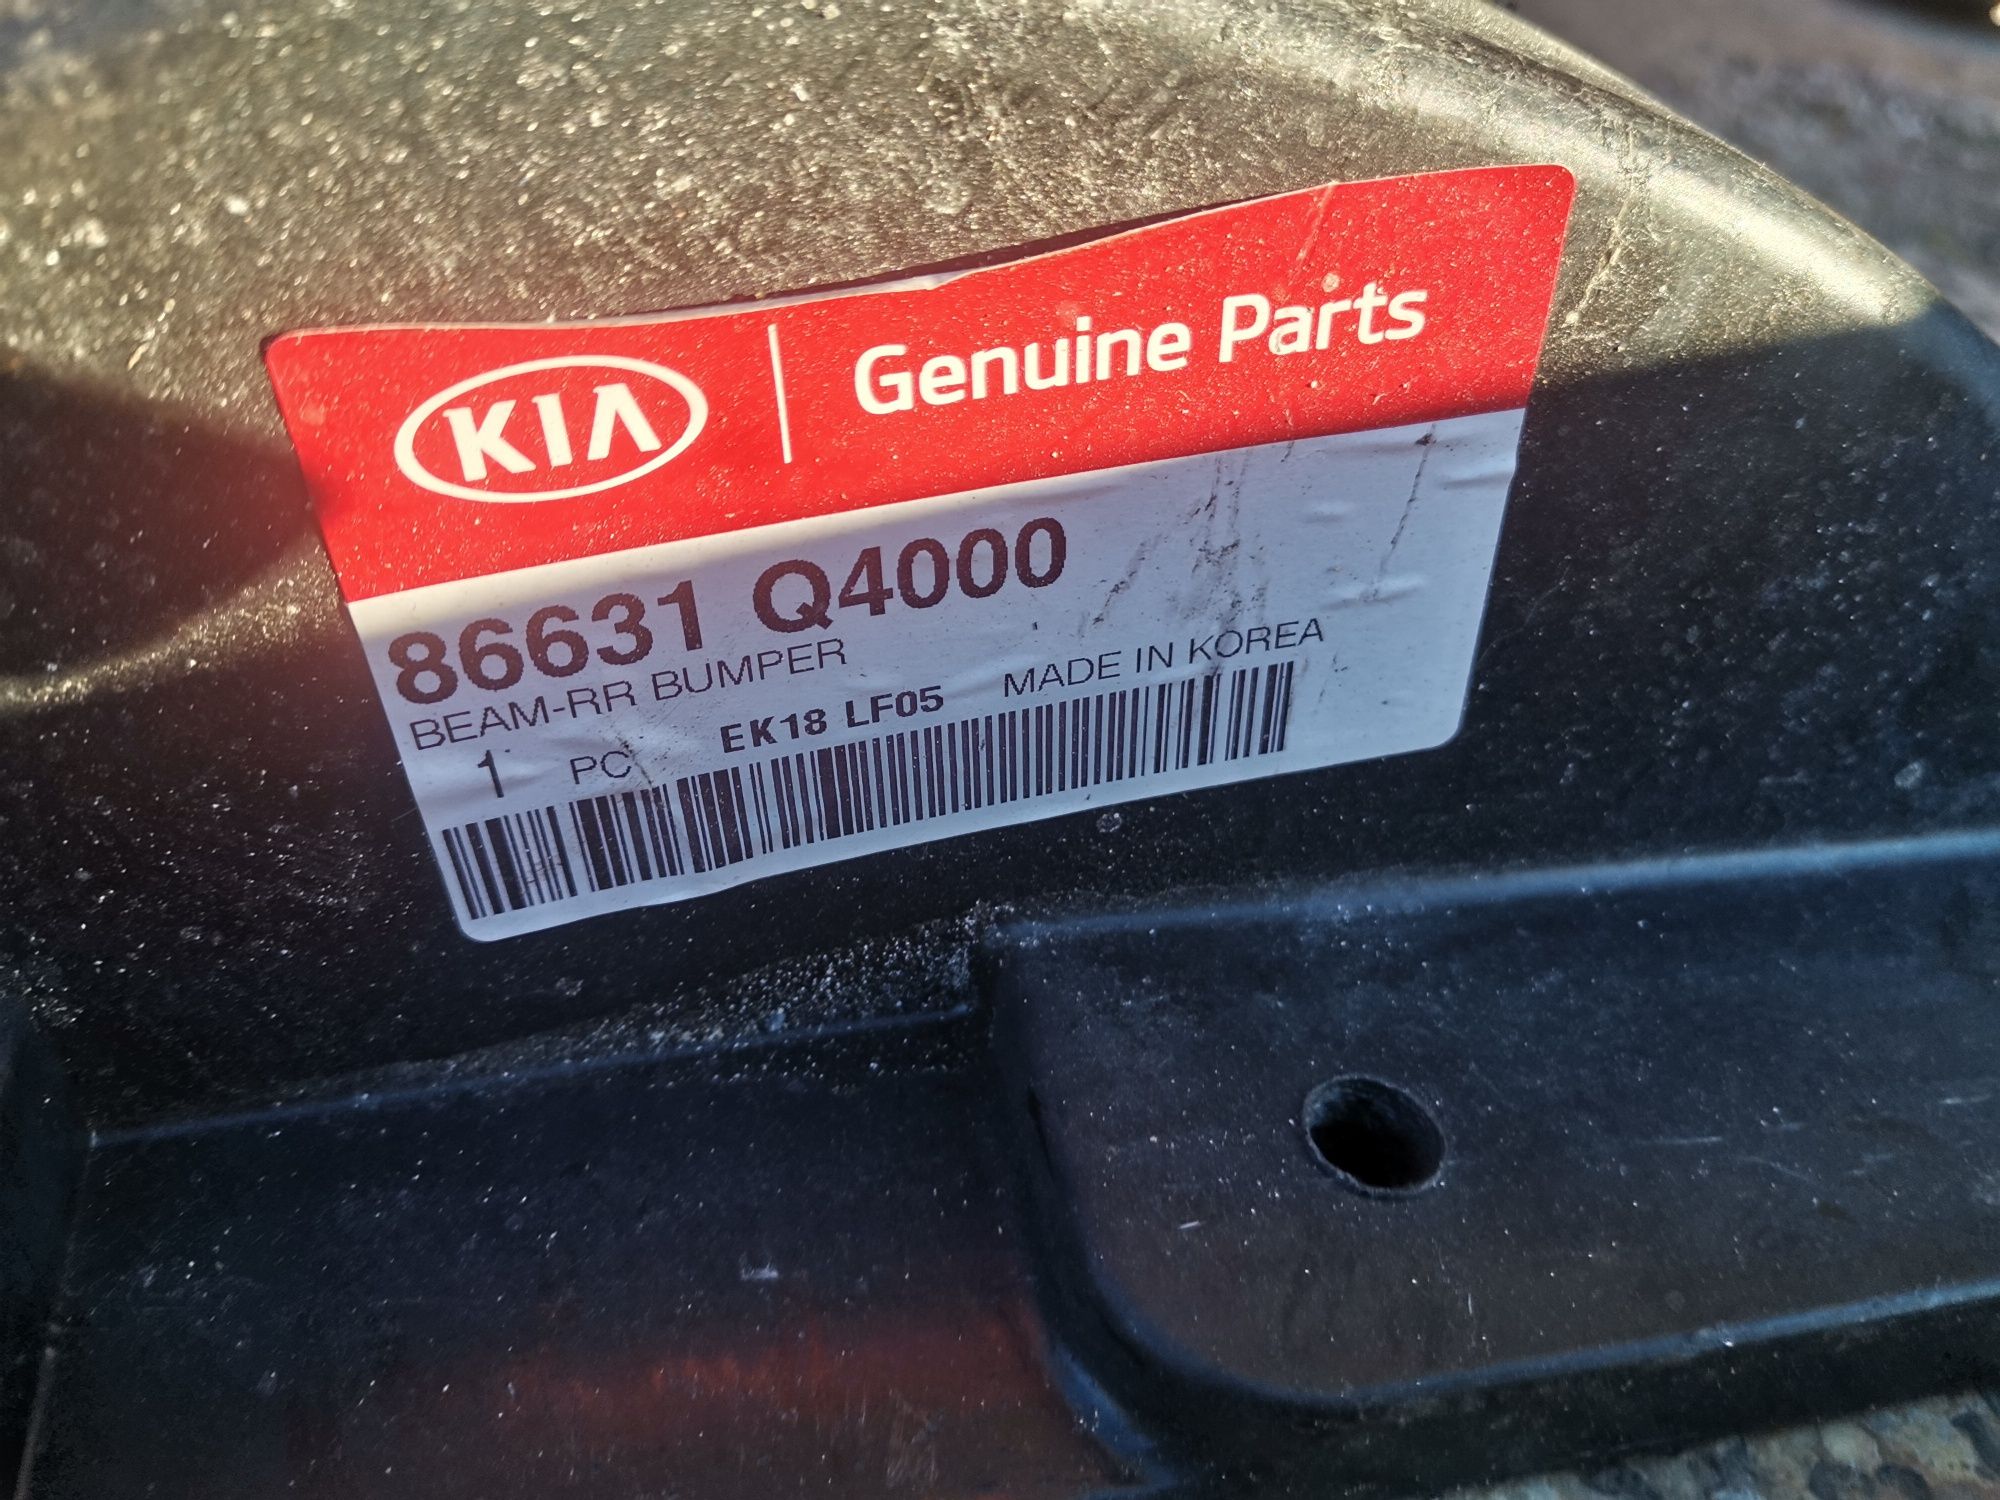 KIA Genuine Parts
86631 Q4000
BEAM-RR BUMPER
1 PC EK18 LF05 MADE IN KOREA